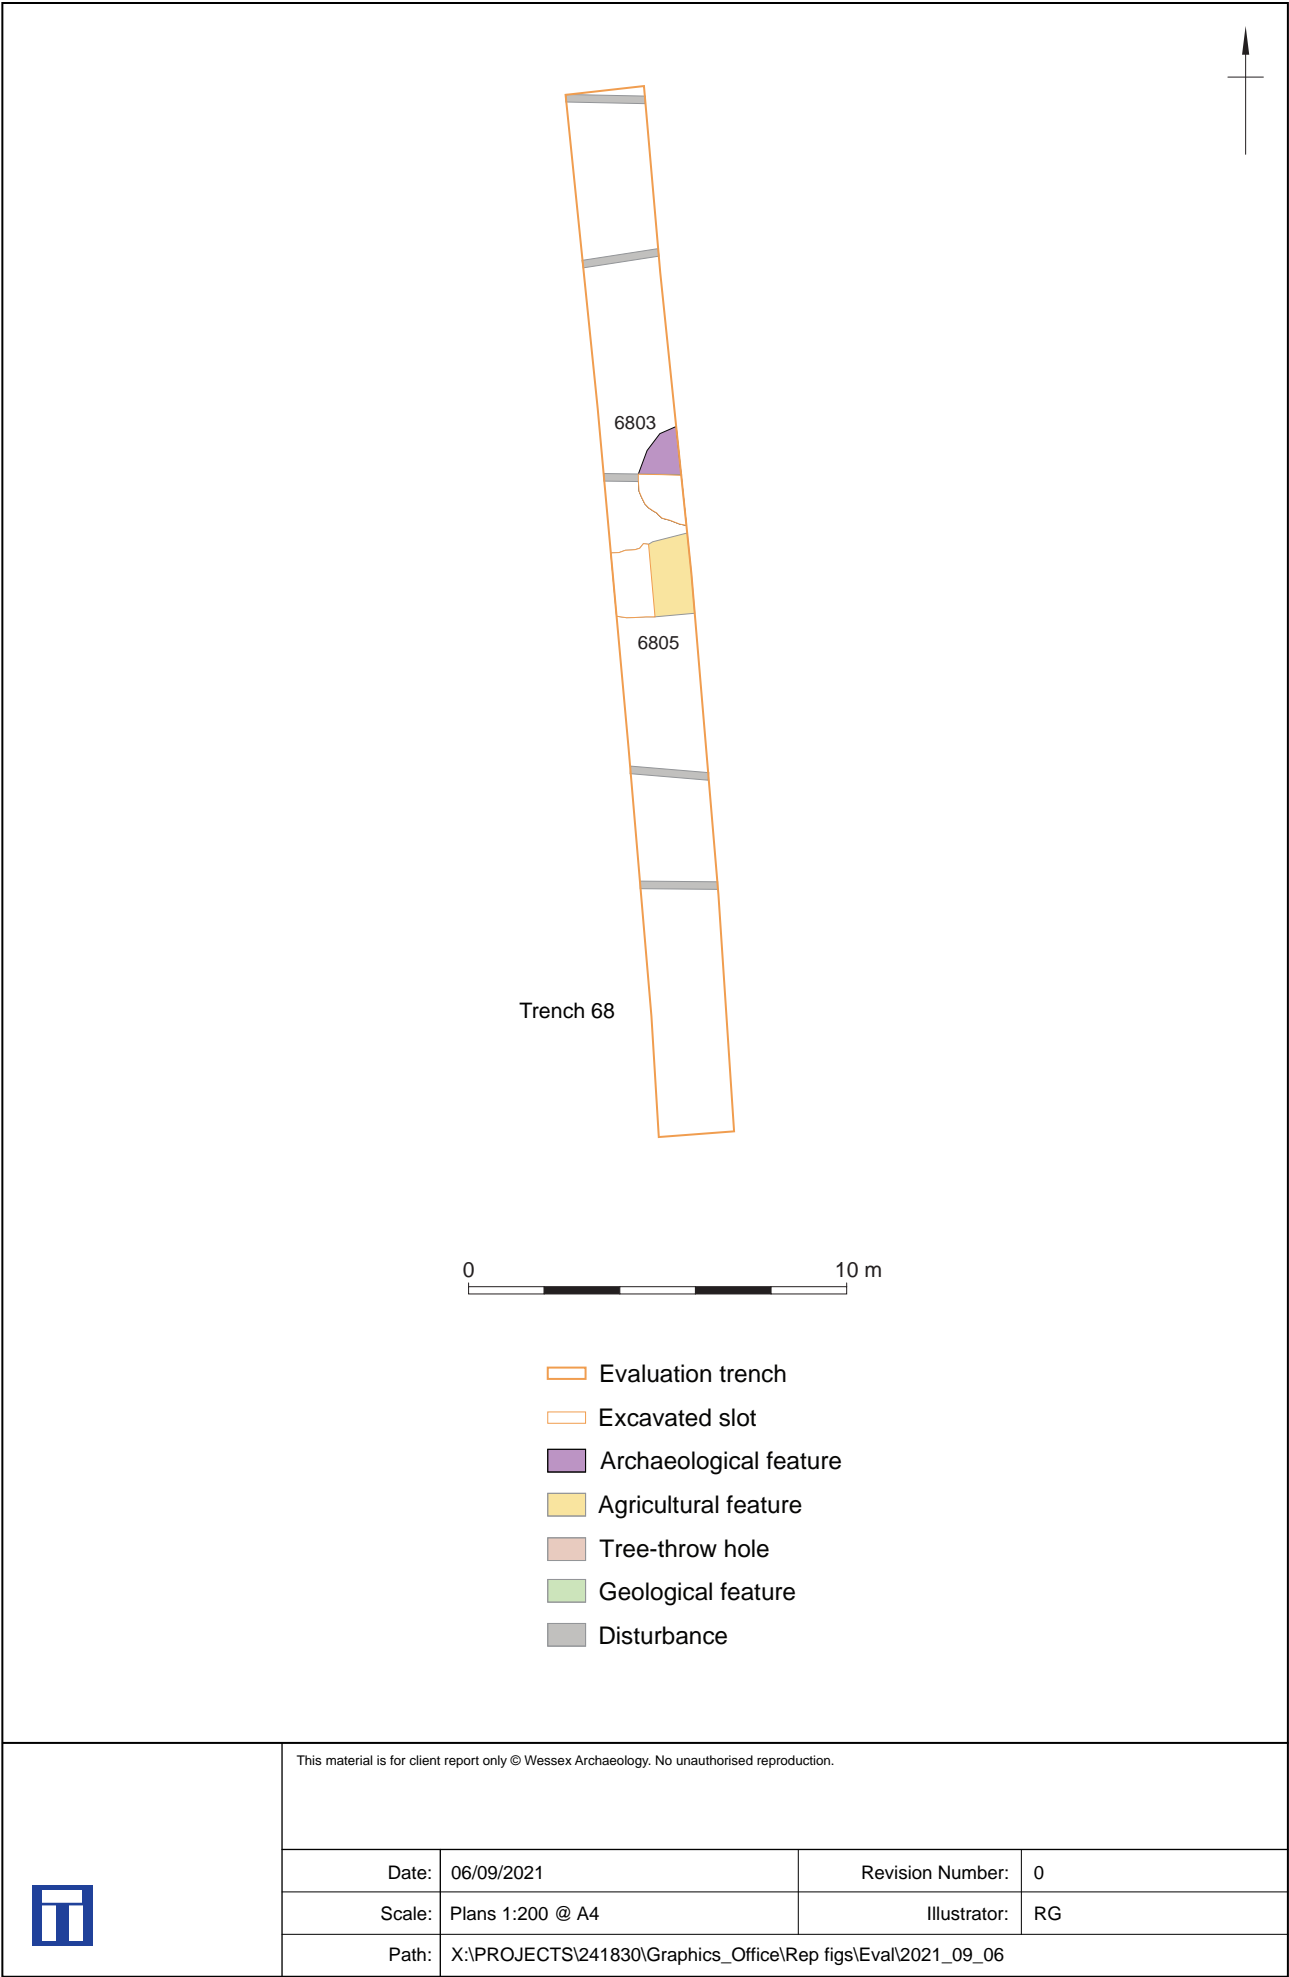 6803
6805
Trench 68
0 10 m
Evaluation trench
Excavated slot
Archaeological feature
Agricultural feature
Tree-throw hole
Geological feature
Disturbance
This material is for client report only © Wessex Archaeology. No unauthorised reproduction.
Date: 06/09/2021 Revision Number: 0
Scale: Plans 1:200 @ A4 Illustrator: RG
Path: X:\PROJECTS\241830\Graphics_Office\Rep figs\Eval\2021_09_06